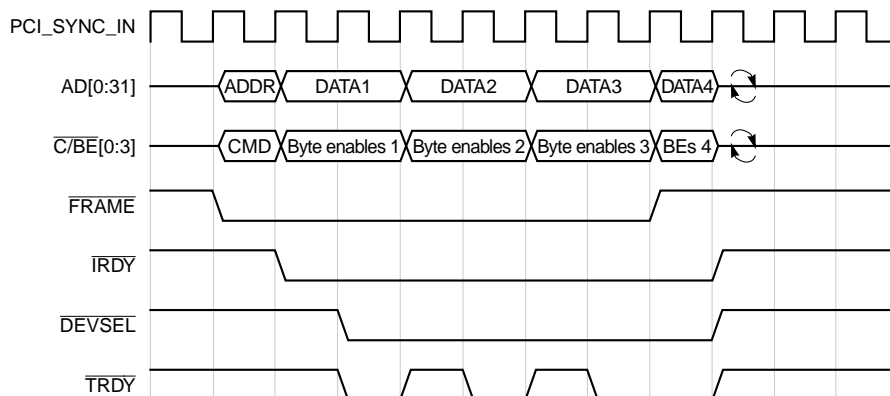 PCI_SYNC_IN
AD[0:31] ADDR DATA1 DATA2 DATA3 DATA4
C/BE[0:3] CMD Byte enables 1 Byte enables 2 Byte enables 3 BEs 4
FRAME
IRDY
DEVSEL
TRDY